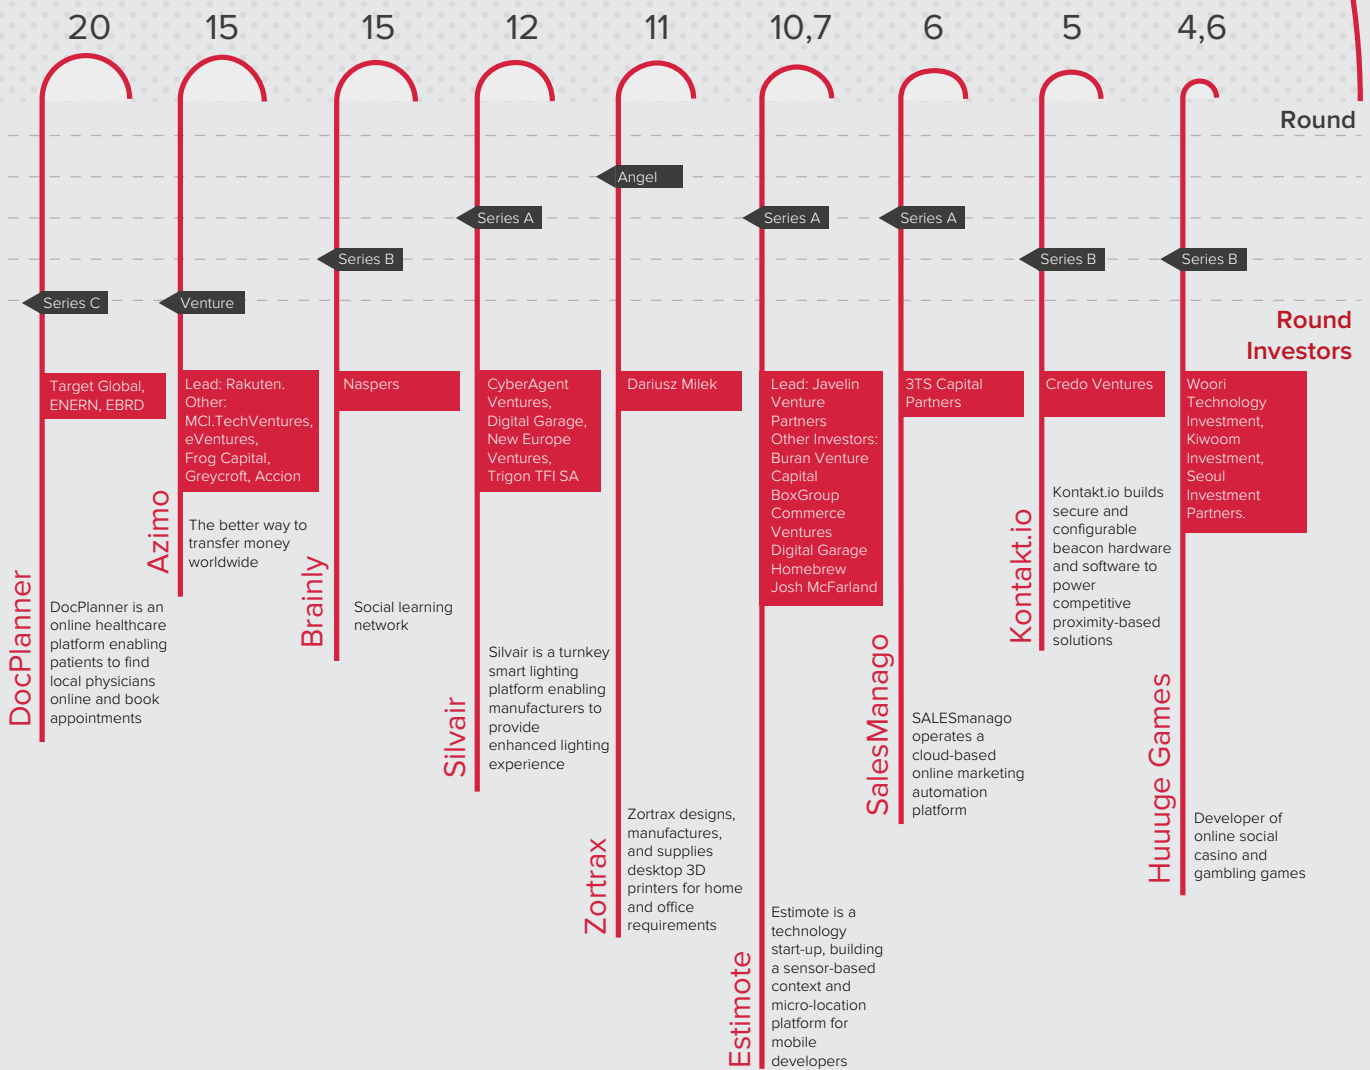 20
15
15
12
11
10,7
6
5
4,6
Round
Angel
Series A
Series A
Series A
Series B
Series B
Series B
Series C
Venture
Round
Investors
Target Global,
ENERN, EBRD
Lead: Rakuten.
Other:
MCI.TechVentures,
eVentures,
Frog Capital,
Greycroft, Accion
Naspers
CyberAgent
Ventures,
Digital Garage,
New Europe
Ventures,
Trigon TFI SA
Dariusz Milek
Lead: Javelin
Venture
Partners
Other Investors:
Buran Venture
Capital
BoxGroup
Commerce
Ventures
Digital Garage
Homebrew
Josh McFarland
3TS Capital
Partners
Credo Ventures
Woori
Technology
Investment,
Kiwoom
Investment,
Seoul
Investment
Partners.
DocPlanner
DocPlanner is an
online healthcare
platform enabling
patients to find
local physicians
online and book
appointments
Azimo
The better way to
transfer money
worldwide
Brainly
Social learning
network
Silvair
Silvair is a turnkey
smart lighting
platform enabling
manufacturers to
provide
enhanced lighting
experience
Zortrax
Zortrax designs,
manufactures,
and supplies
desktop 3D
printers for home
and office
requirements
Estimote
Estimote is a
technology
start-up, building
a sensor-based
context and
micro-location
platform for
mobile
developers
SalesManago
SALESmanago
operates a
cloud-based
online marketing
automation
platform
Kontakt.io
Kontakt.io builds
secure and
configurable
beacon hardware
and software to
power
competitive
proximity-based
solutions
Huuuge Games
Developer of
online social
casino and
gambling games